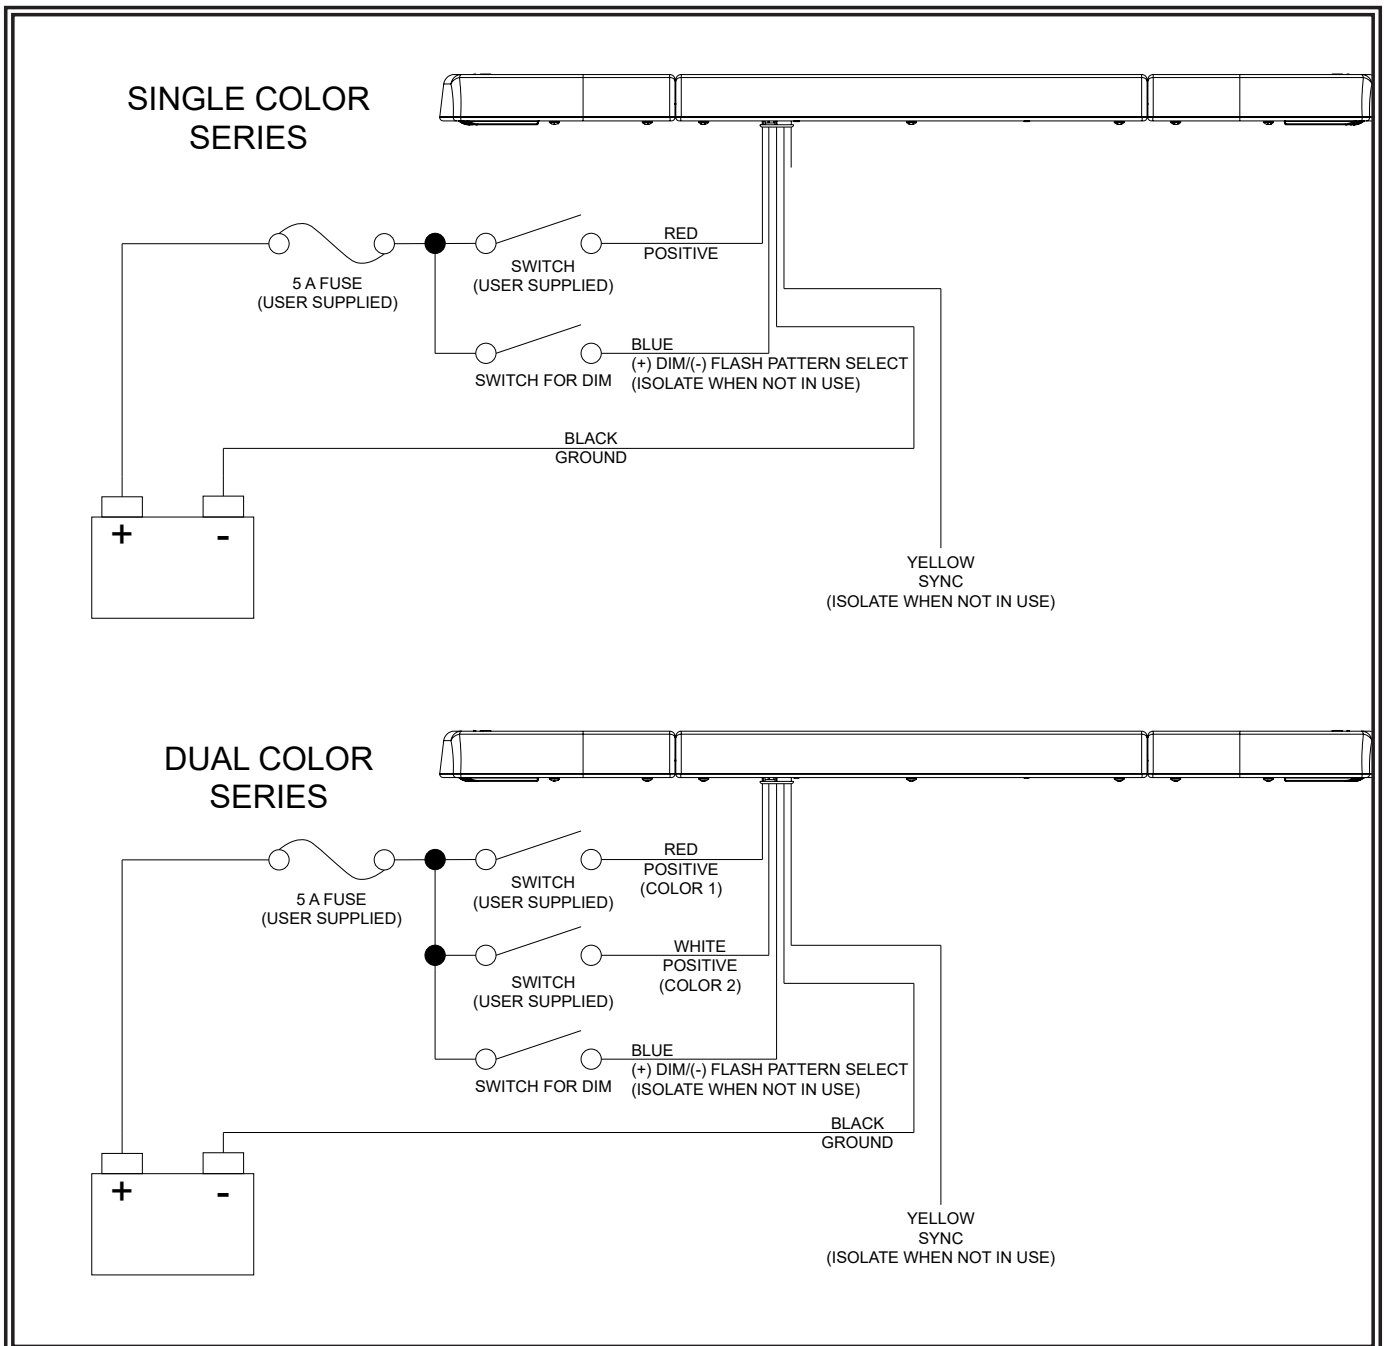 SINGLE COLOR
SERIES
RED
POSITIVE
SWITCH
(USER SUPPLIED)
5 A FUSE
(USER SUPPLIED)
BLUE
(+) DIM/(-) FLASH PATTERN SELECT
(ISOLATE WHEN NOT IN USE)
SWITCH FOR DIM
BLACK
GROUND
+ -
YELLOW
SYNC
(ISOLATE WHEN NOT IN USE)
DUAL COLOR
SERIES
RED
POSITIVE
(COLOR 1)
SWITCH
(USER SUPPLIED)
5 A FUSE
(USER SUPPLIED)
WHITE
POSITIVE
(COLOR 2)
SWITCH
(USER SUPPLIED)
BLUE
(+) DIM/(-) FLASH PATTERN SELECT
(ISOLATE WHEN NOT IN USE)
SWITCH FOR DIM
BLACK
GROUND
+ -
YELLOW
SYNC
(ISOLATE WHEN NOT IN USE)